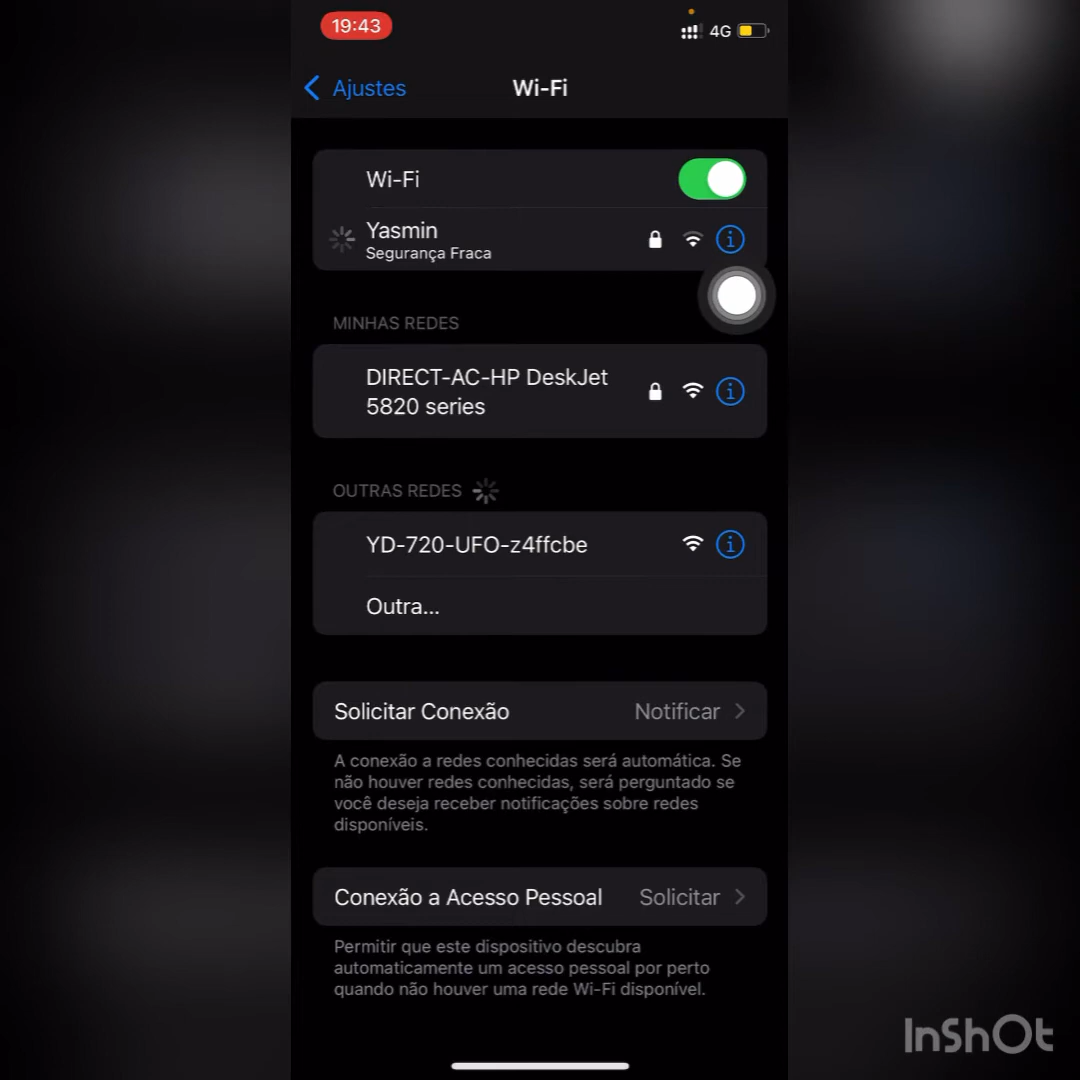 19:43
4G
Ajustes
Wi-Fi
Wi-Fi
Yasmin
Segurança Fraca
MINHAS REDES
DIRECT-AC-HP DeskJet
5820 series
OUTRAS REDES
YD-720-UFO-z4ffcbe
Outra...
Solicitar Conexão Notificar
A conexão a redes conhecidas será automática. Se
não houver redes conhecidas, será perguntado se
você deseja receber notificações sobre redes
disponíveis.
Conexão a Acesso Pessoal Solicitar
Permitir que este dispositivo descubra
automaticamente um acesso pessoal por perto
quando não houver uma rede Wi-Fi disponível.
InShOt